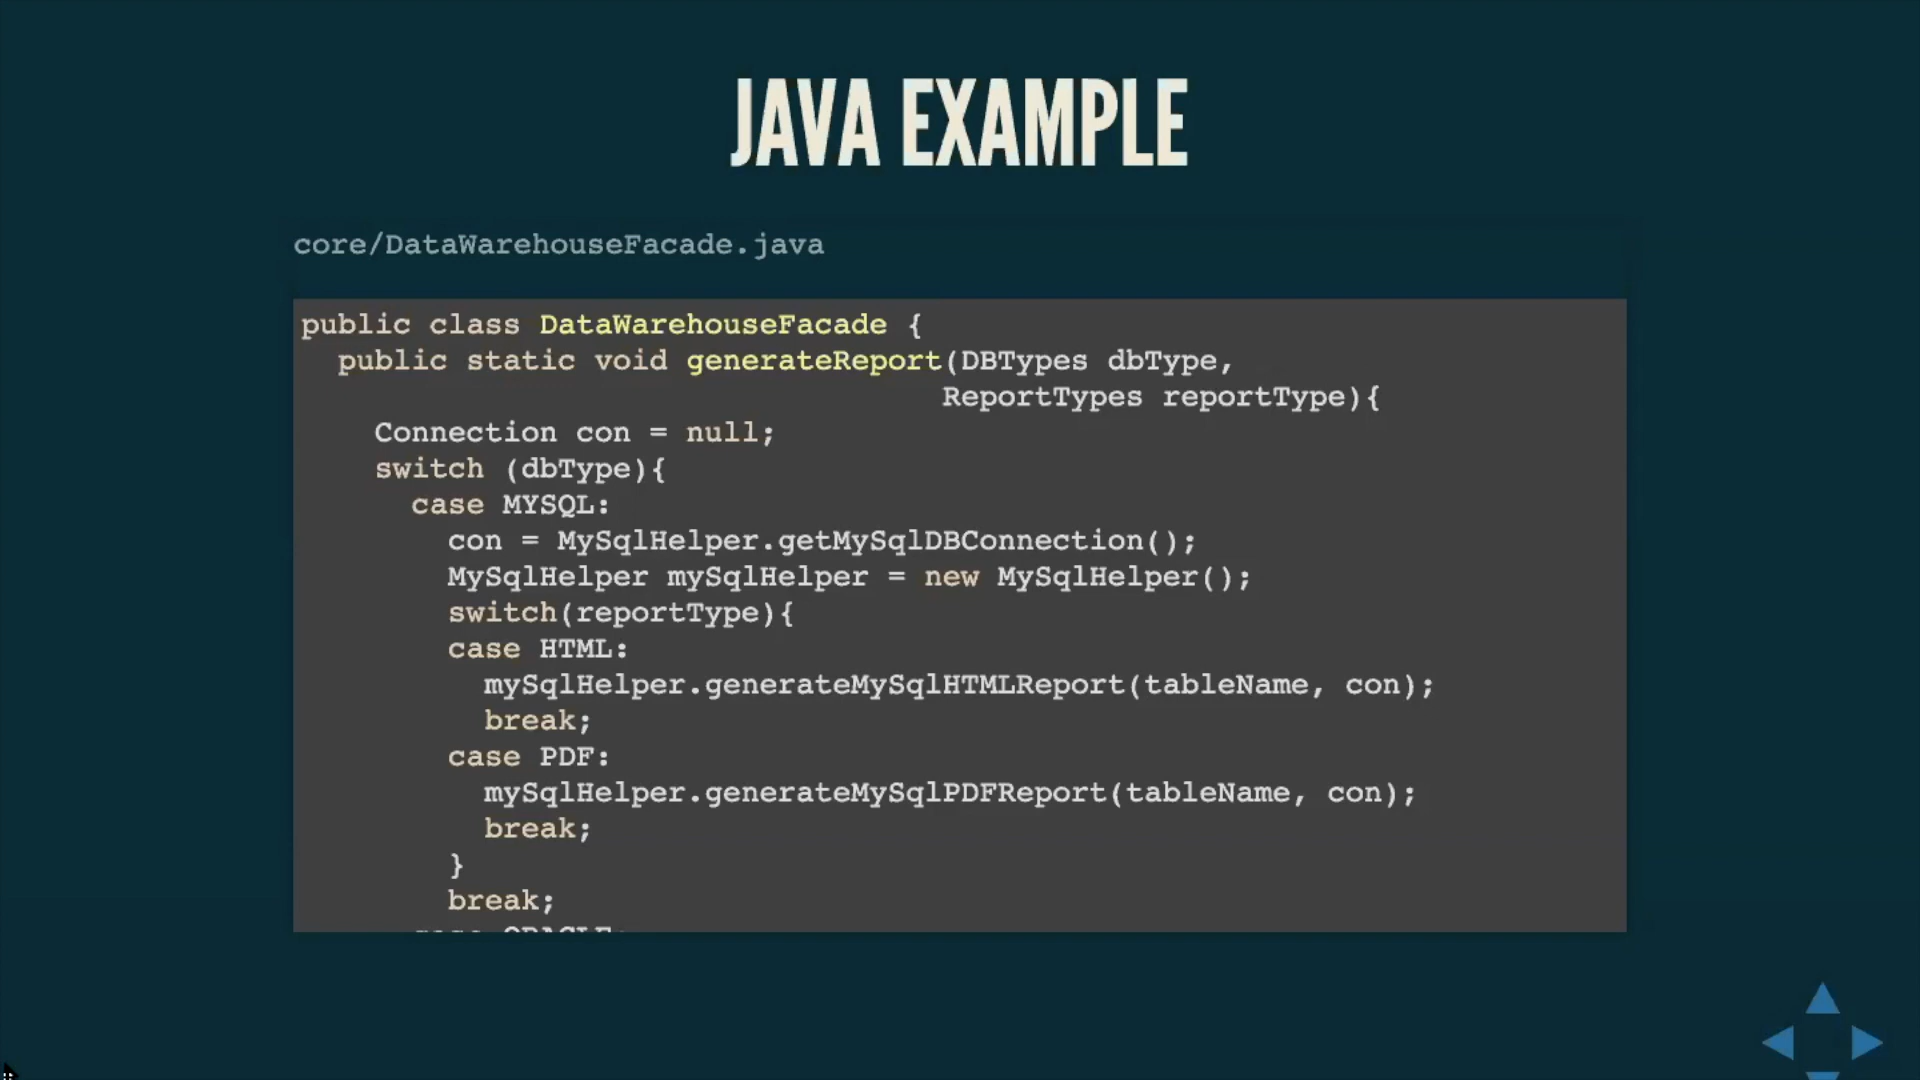 JAVA EXAMPLE
core/DataWarehouseFacade.java
public class DataWarehouseFacade {
  public static void generateReport(DBTypes dbType,
                                   ReportTypes reportType){
    Connection con = null;
    switch (dbType){
      case MYSQL:
        con = MySqlHelper.getMySqlDBConnection();
        MySqlHelper mySqlHelper = new MySqlHelper();
        switch(reportType){
        case HTML:
          mySqlHelper.generateMySqlHTMLReport(tableName, con);
          break;
        case PDF:
          mySqlHelper.generateMySqlPDFReport(tableName, con);
          break;
        }
        break;
      case ORACLE: